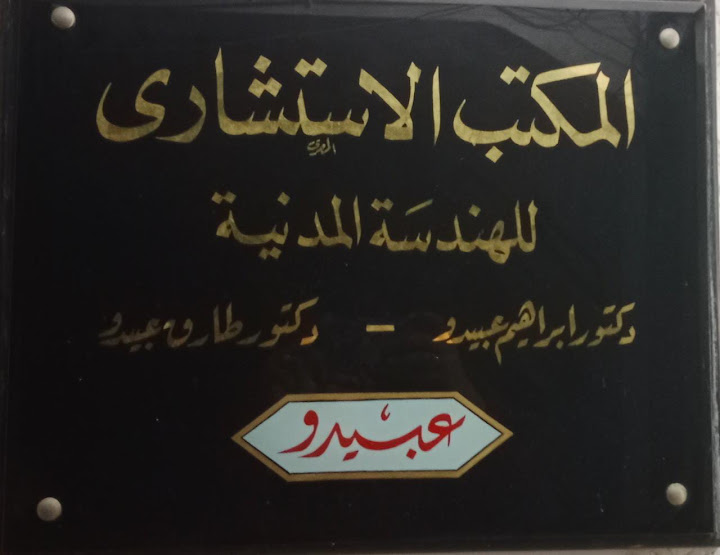 المكتب الاستشارى
للهندسة المدنية
دكتور ابراهيم عبيدو - دكتور طارق عبيدو
عبيدو